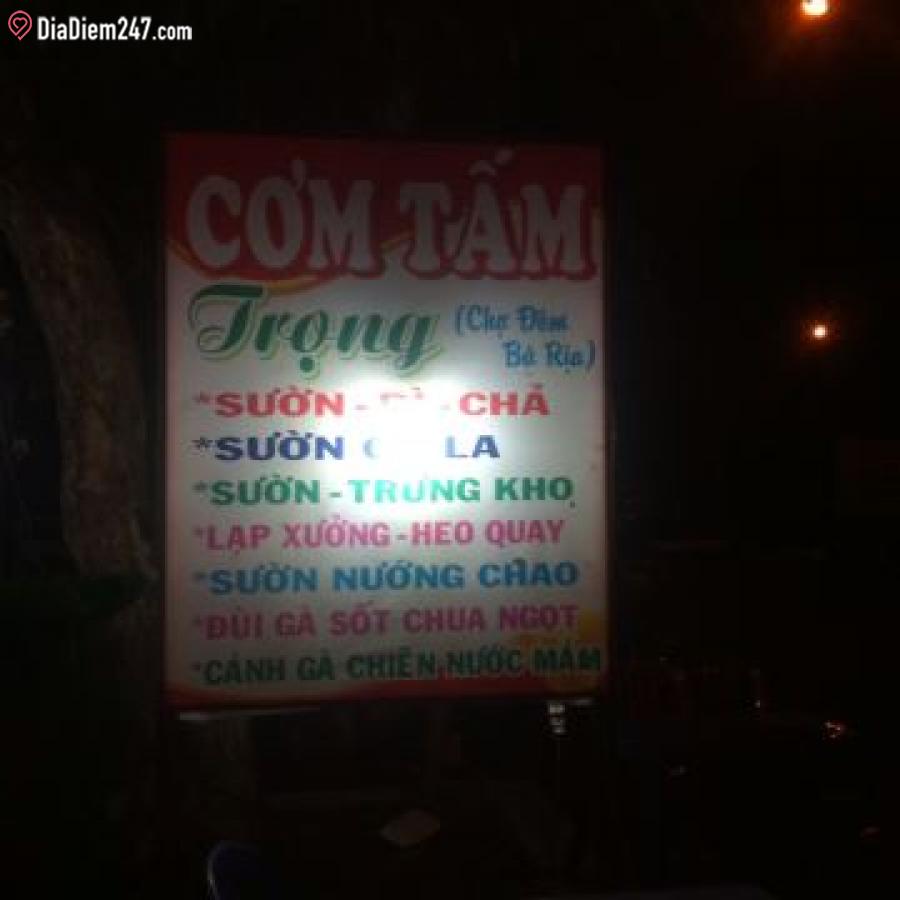 DiaDiem247.com
CƠM TẤM
Trọng (Chợ Đêm
Bà Rịa)
*SƯỜN - - CHẢ
*SƯỜN LA
*SƯỜN - TRỨNG KHO
*LẠP XƯỞNG - HEO QUAY
*SƯỜN NƯỚNG CHAO
*ĐÙI GÀ SỐT CHUA NGỌT
*CÁNH GÀ CHIÊN NƯỚC MẮM